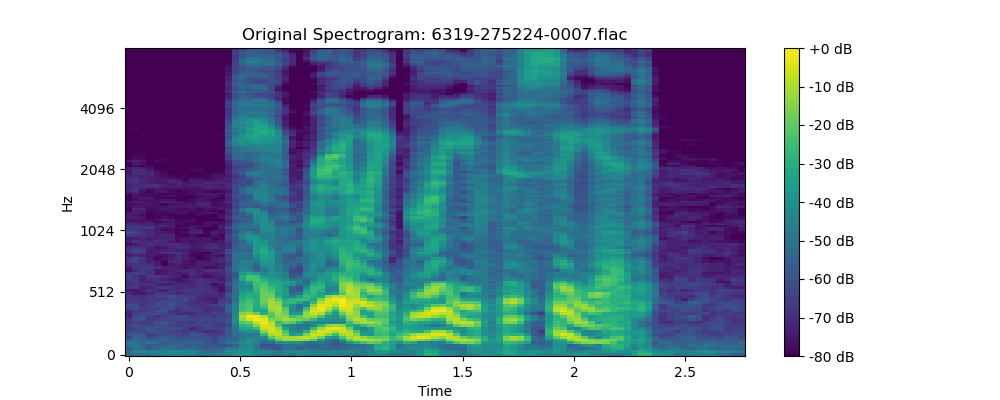 Original Spectrogram: 6319-275224-0007.flac
+0 dB
4096
-10 dB
-20 dB
2048
-30 dB
Hz
-40 dB
1024
-50 dB
512
-60 dB
-70 dB
0
-80 dB
0
0.5
1
1.5
2
2.5
Time